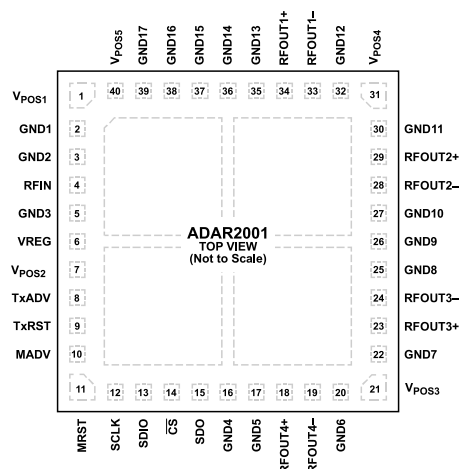 VPOS5
GND17
GND16
GND15
GND14
GND13
RFOUT1+
RFOUT1–
GND12
VPOS4
40
39
38
37
36
35
34
33
32
VPOS1 1
31
GND1 2
30 GND11
GND2 3
29 RFOUT2+
RFIN 4
28 RFOUT2–
GND3 5
27 GND10
ADAR2001
TOP VIEW
(Not to Scale)
VREG 6
26 GND9
VPOS2 7
25 GND8
TxADV 8
24 RFOUT3–
TxRST 9
23 RFOUT3+
MADV 10
22 GND7
11
12
13
14
15
16
17
18
19
20
21 VPOS3
MRST
SCLK
SDIO
CS
SDO
GND4
GND5
RFOUT4+
RFOUT4–
GND6